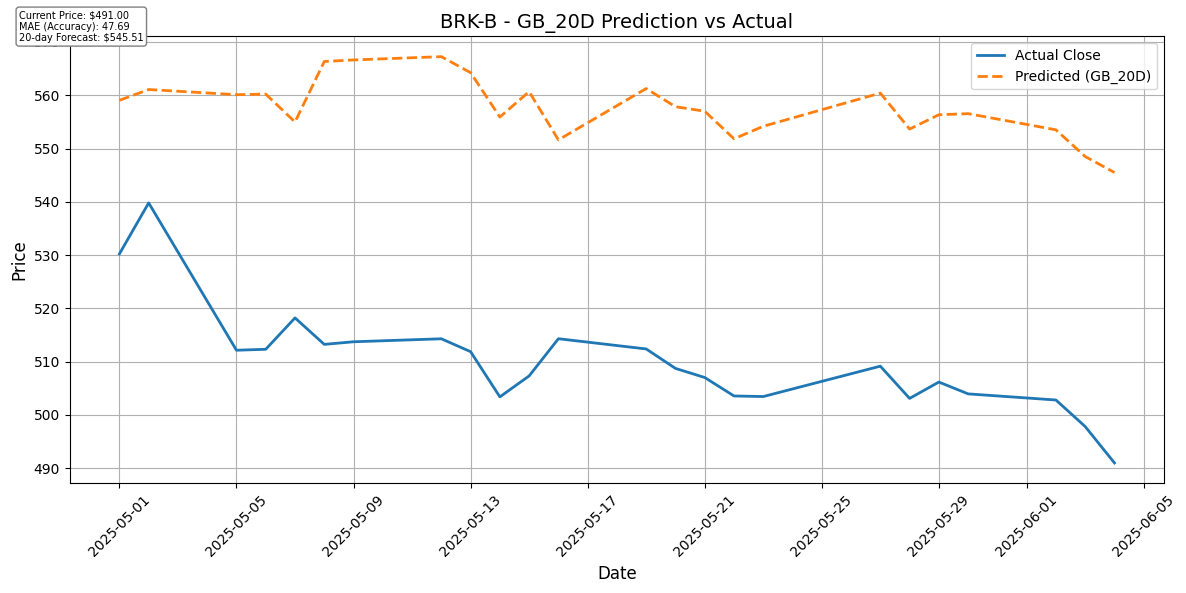 BRK-B - GB_20D Prediction vs Actual
Current Price: $491.00
MAE (Accuracy): 47.69
20-day Forecast: $545.51
Actual Close
Predicted (GB_20D)
Price
560
550
540
530
520
510
500
490
2025-05-01
2025-05-05
2025-05-09
2025-05-13
2025-05-17
2025-05-21
2025-05-25
2025-05-29
2025-06-01
2025-06-05
Date